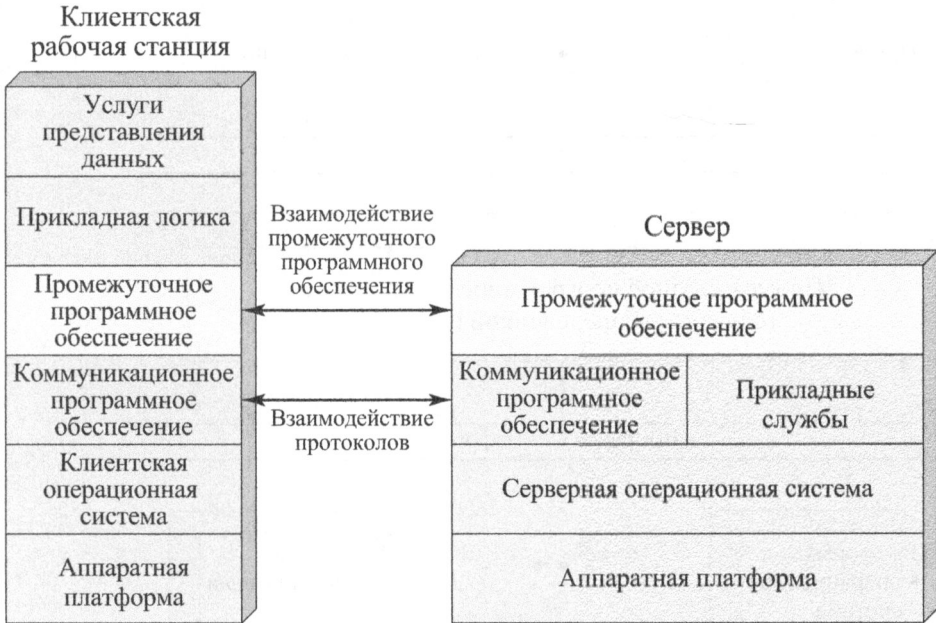 Клиентская
рабочая станция
Услуги
представления
данных
Прикладная логика
Промежуточное
программное
обеспечение
Коммуникационное
программное
обеспечение
Клиентская
операционная
система
Аппаратная
платформа
Взаимодействие
промежуточного
программного
обеспечения
Взаимодействие
протоколов
Сервер
Промежуточное программное
обеспечение
Коммуникационное
программное
обеспечение
Прикладные
службы
Серверная операционная система
Аппаратная платформа